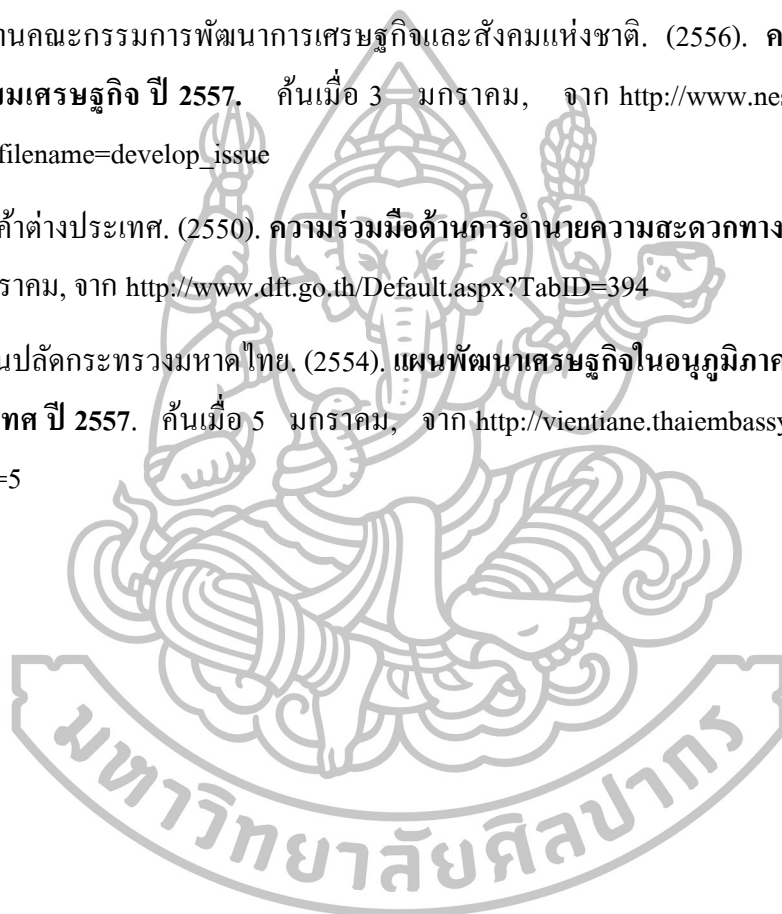 านคณะกรรมการพัฒนาการเศรษฐกิจและสังคมแห่งชาติ. (2556). ค
มเศรษฐกิจ ปี 2557. ค้นเมื่อ 3 มกราคม, จาก http://www.nes
filename=develop_issue
ค้าต่างประเทศ. (2550). ความร่วมมือด้านการอำนายความสะดวกทาง
ราคม, จาก http://www.dft.go.th/Default.aspx?TabID=394
นปลัดกระทรวงมหาดไทย. (2554). แผนพัฒนาเศรษฐกิจในอนุภูมิภาค
ทศ ปี 2557. ค้นเมื่อ 5 มกราคม, จาก http://vientiane.thaiembassy
=5
มหาวิทยาลัยศิลปากร